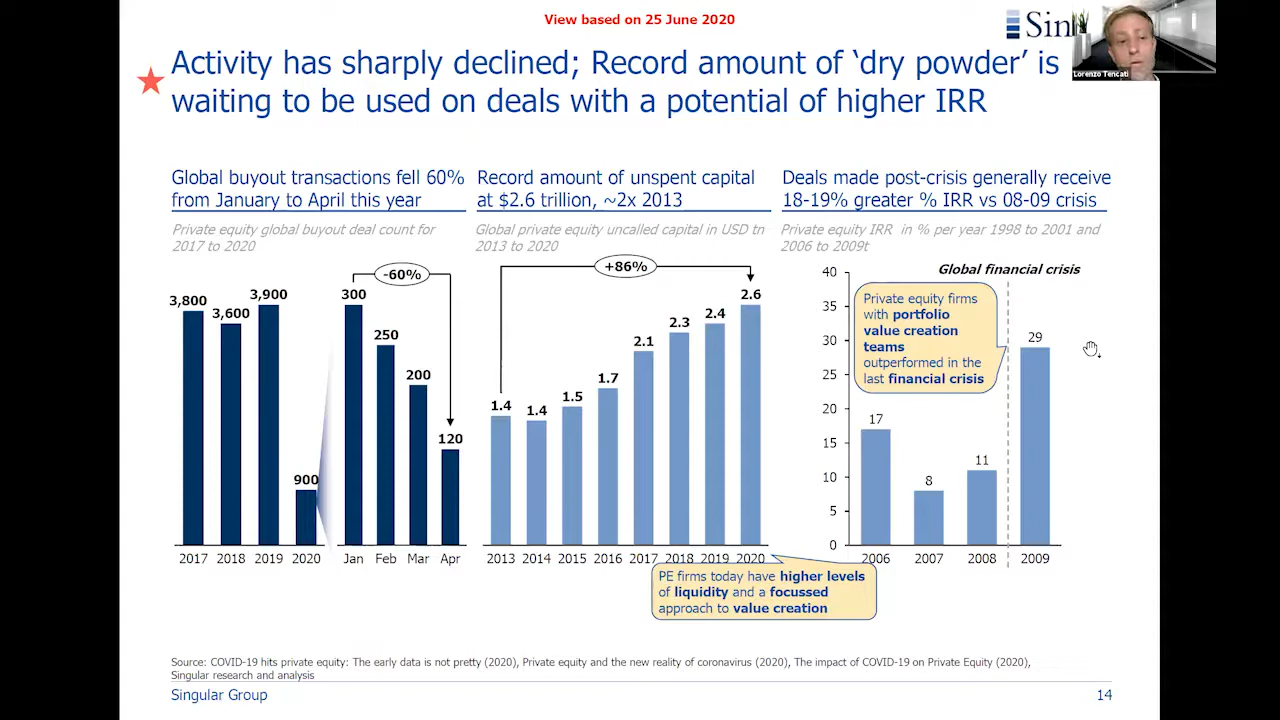 View based on 25 June 2020
Sin
Lorenzo Tencati
Activity has sharply declined; Record amount of ‘dry powder’ is
waiting to be used on deals with a potential of higher IRR
Global buyout transactions fell 60%
from January to April this year
Private equity global buyout deal count for
2017 to 2020
-60%
3,800
3,600
3,900
900
300
250
200
120
2017 2018 2019 2020 Jan Feb Mar Apr
Record amount of unspent capital
at $2.6 trillion, ~2x 2013
Global private equity uncalled capital in USD tn
2013 to 2020
+86%
1.4
1.4
1.5
1.7
2.1
2.3
2.4
2.6
2013 2014 2015 2016 2017 2018 2019 2020
PE firms today have higher levels
of liquidity and a focussed
approach to value creation
Deals made post-crisis generally receive
18-19% greater % IRR vs 08-09 crisis
Private equity IRR in % per year 1998 to 2001 and
2006 to 2009t
Global financial crisis
40
35
30
25
20
15
10
5
0
Private equity firms
with portfolio
value creation
teams
outperformed in the
last financial crisis
17
8
11
29
2006 2007 2008 2009
Source: COVID-19 hits private equity: The early data is not pretty (2020), Private equity and the new reality of coronavirus (2020), The impact of COVID-19 on Private Equity (2020),
Singular research and analysis
Singular Group
14